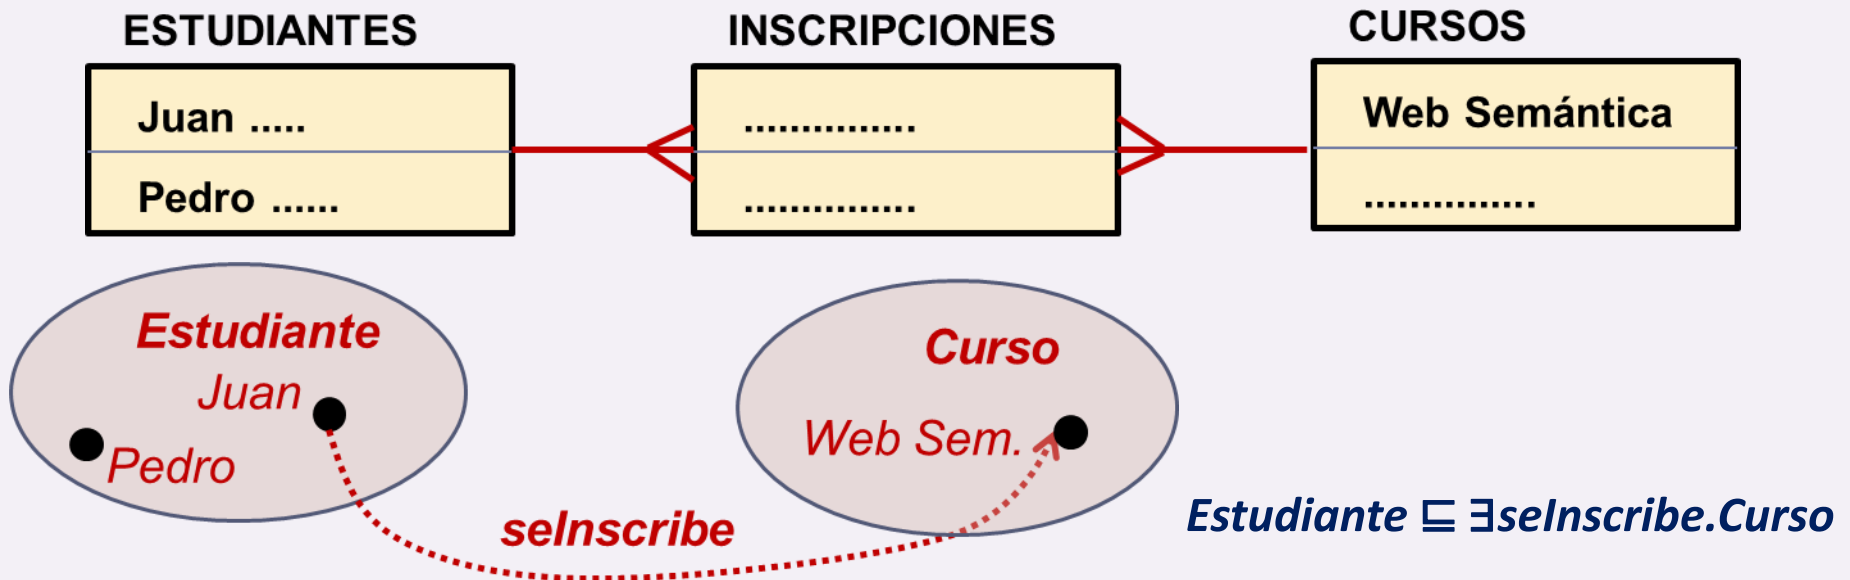 ESTUDIANTES
INSCRIPCIONES
CURSOS
Juan .....
Pedro ......
...............
...............
Web Semántica
...............
Estudiante
Juan
Pedro
Curso
Web Sem.
seInscribe
Estudiante ⊑ ∃seInscribe.Curso